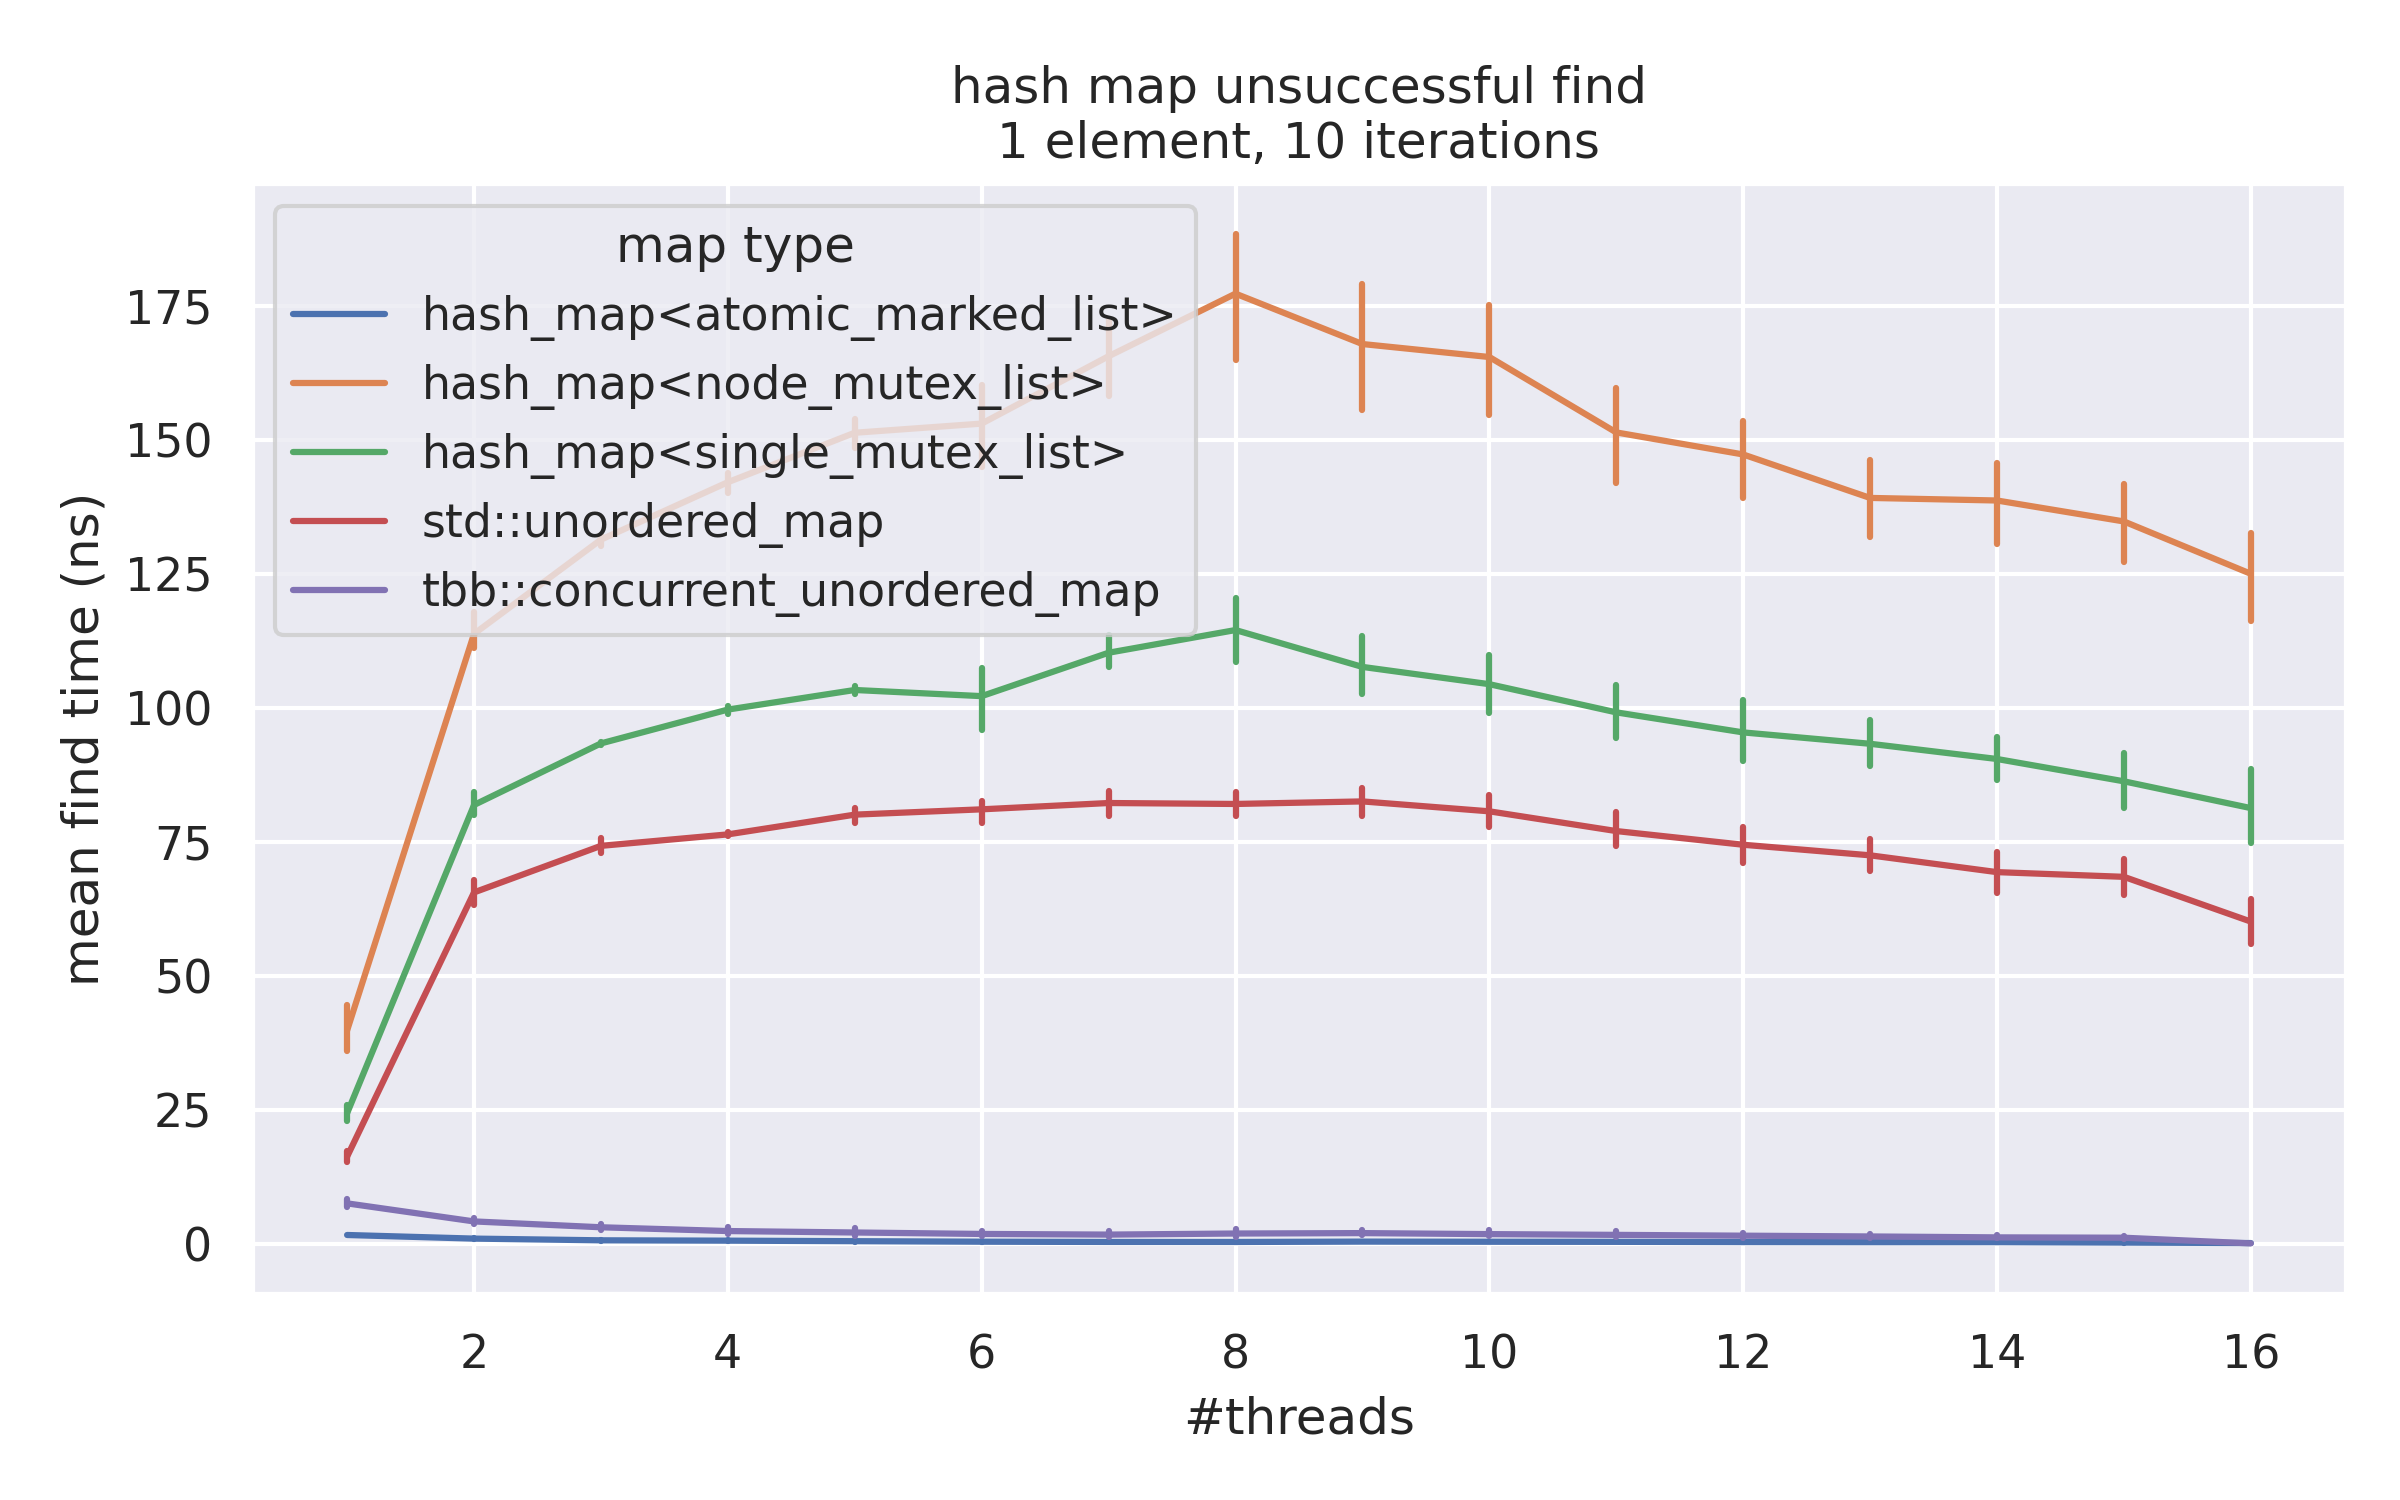 hash map unsuccessful find
1 element, 10 iterations
map type
hash_map<atomic_marked_list>
hash_map<node_mutex_list>
hash_map<single_mutex_list>
std::unordered_map
tbb::concurrent_unordered_map
mean find time (ns)
175
150
125
100
75
50
25
0
2 4 6 8 10 12 14 16
#threads